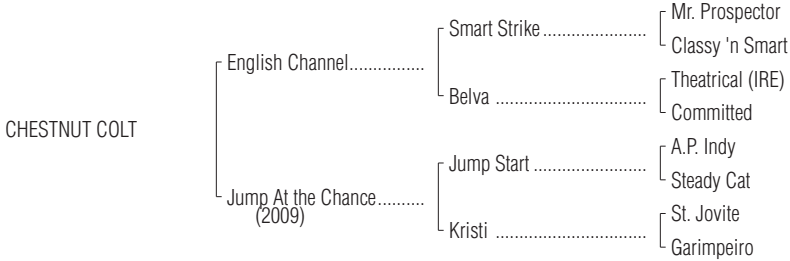 Mr. Prospector
Smart Strike......................
Classy 'n Smart
English Channel................
Theatrical (IRE)
Belva ................................
Committed
CHESTNUT COLT
A.P. Indy
Jump Start ........................
Steady Cat
Jump At the Chance..........
(2009)
St. Jovite
Kristi ................................
Garimpeiro